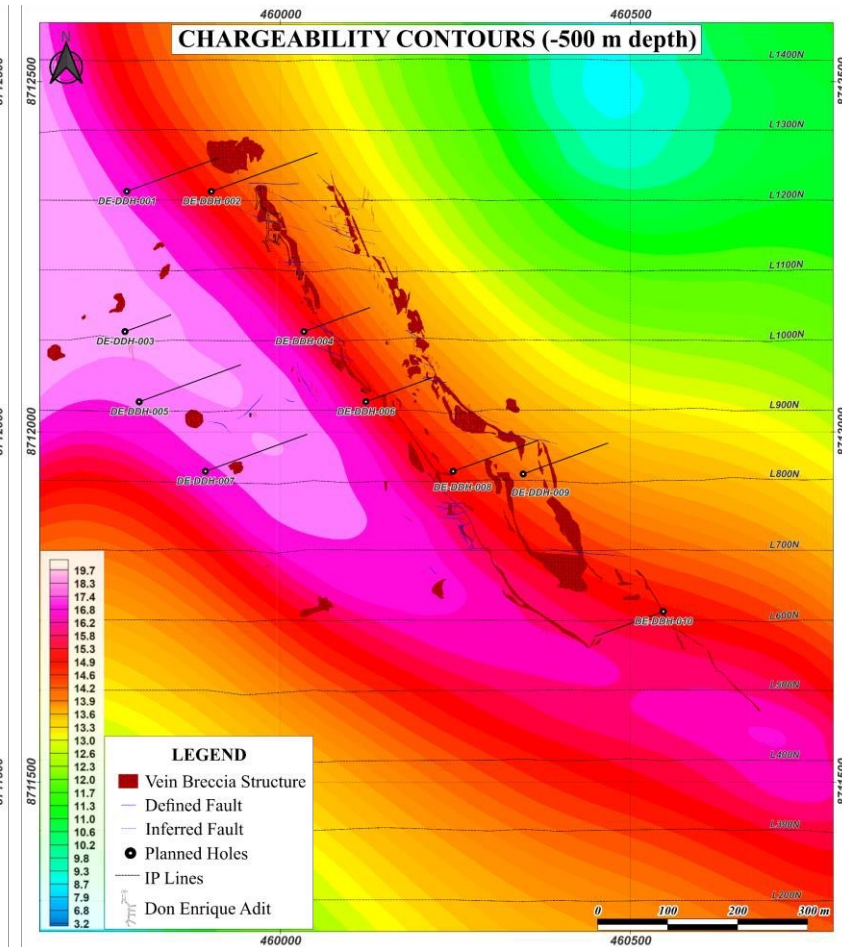 460000
460500
CHARGEABILITY CONTOURS (-500 m depth)
8712500
8712500
L1400N
L1300N
DE-DDH-001
DE-DDH-002
L1200N
L1100N
DE-DDH-003
DE-DDH-004
L1000N
DE-DDH-005
DE-DDH-006
L900N
8712000
8712000
DE-DDH-007
DE-DDH-008
DE-DDH-009
L800N
L700N
19.7
18.3
17.4
16.8
16.2
15.8
15.3
14.9
14.6
14.2
13.9
13.6
13.3
13.0
12.6
12.3
12.0
11.7
11.3
11.0
10.6
10.2
9.8
9.3
8.7
7.9
6.8
3.2
L600N
DE-DDH-010
L500N
L400N
8711500
L300N
L200N
LEGEND
Vein Breccia Structure
Defined Fault
Inferred Fault
Planned Holes
IP Lines
Don Enrique Adit
0 100 200 300 m
460000
460500